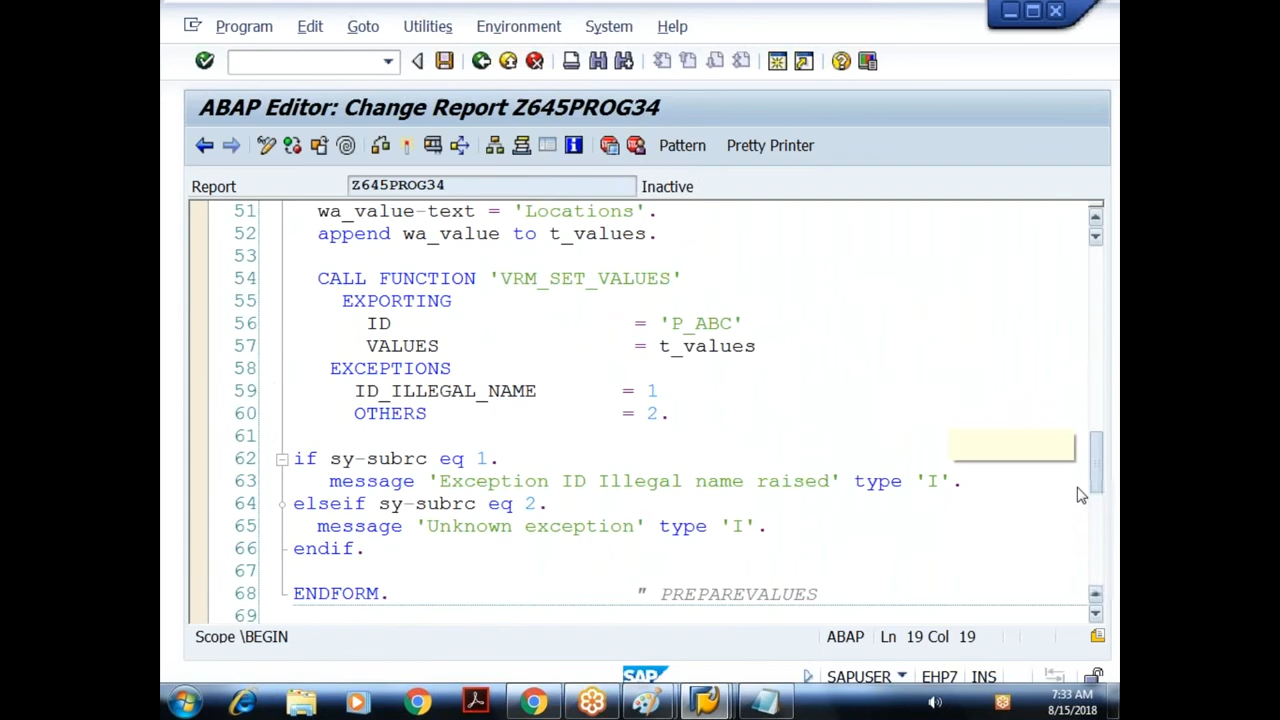 Program Edit Goto Utilities Environment System Help
ABAP Editor: Change Report Z645PROG34
Pattern Pretty Printer
Report Z645PROG34 Inactive
51 wa_value-text = 'Locations'.
52 append wa_value to t_values.
53
54 CALL FUNCTION 'VRM_SET_VALUES'
55 EXPORTING
56 ID = 'P_ABC'
57 VALUES = t_values
58 EXCEPTIONS
59 ID_ILLEGAL_NAME = 1
60 OTHERS = 2.
61
62 if sy-subrc eq 1.
63 message 'Exception ID Illegal name raised' type 'I'.
64 elseif sy-subrc eq 2.
65 message 'Unknown exception' type 'I'.
66 endif.
67
68 ENDFORM. " PREPAREVALUES
69
Scope \BEGIN ABAP Ln 19 Col 19
SAP SAPUSER EHP7 INS
7:33 AM
8/15/2018